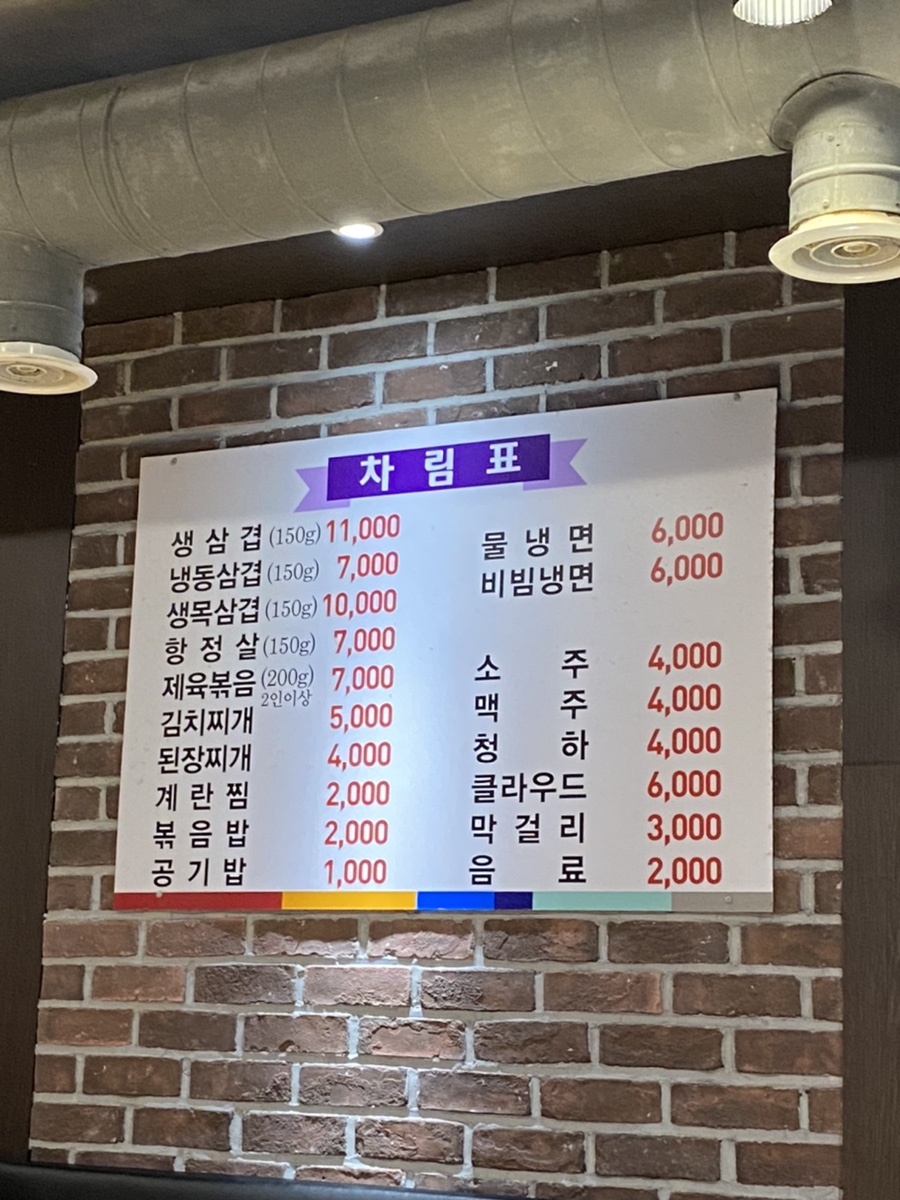 차림표
생삼겹(150g) 11,000
냉동삼겹(150g) 7,000
생목삼겹(150g) 10,000
항정살(150g) 7,000
제육볶음(200g) 7,000
2인이상
김치찌개 5,000
된장찌개 4,000
계란찜 2,000
볶음밥 2,000
공기밥 1,000
물냉면 6,000
비빔냉면 6,000
소주 4,000
맥주 4,000
청하 4,000
클라우드 6,000
막걸리 3,000
음료 2,000